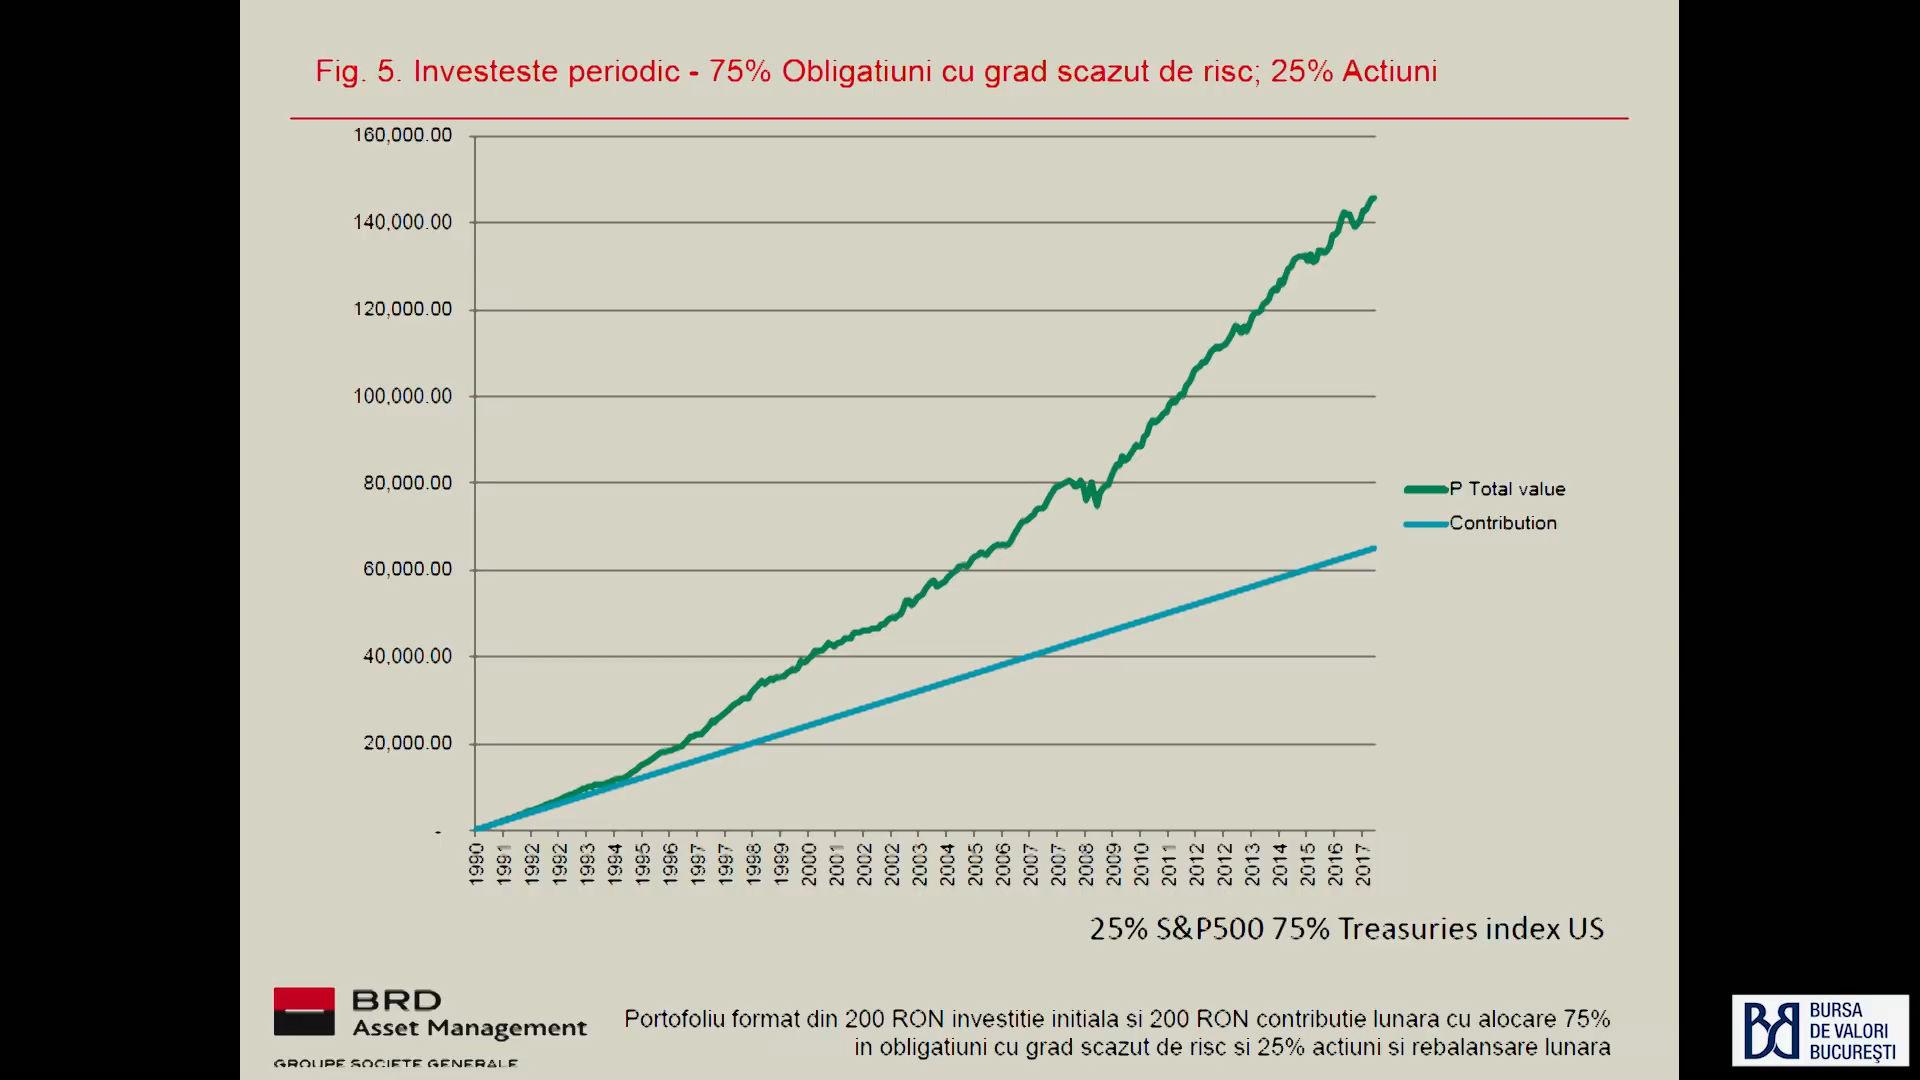 Fig. 5. Investeste periodic - 75% Obligatiuni cu grad scazut de risc; 25% Actiuni
160,000.00
140,000.00
120,000.00
100,000.00
80,000.00
60,000.00
40,000.00
20,000.00
-
P Total value
Contribution
1990 1991 1992 1992 1993 1994 1995 1996 1997 1997 1998 1999 2000 2001 2002 2002 2003 2004 2005 2006 2007 2007 2008 2009 2010 2011 2012 2012 2013 2014 2015 2016 2017
25% S&P500 75% Treasuries index US
BRD
Asset Management
GROUPE SOCIETE GENERALE
Portofoliu format din 200 RON investitie initiala si 200 RON contributie lunara cu alocare 75%
in obligatiuni cu grad scazut de risc si 25% actiuni si rebalansare lunara
BURSA
DE VALORI
BUCUREŞTI